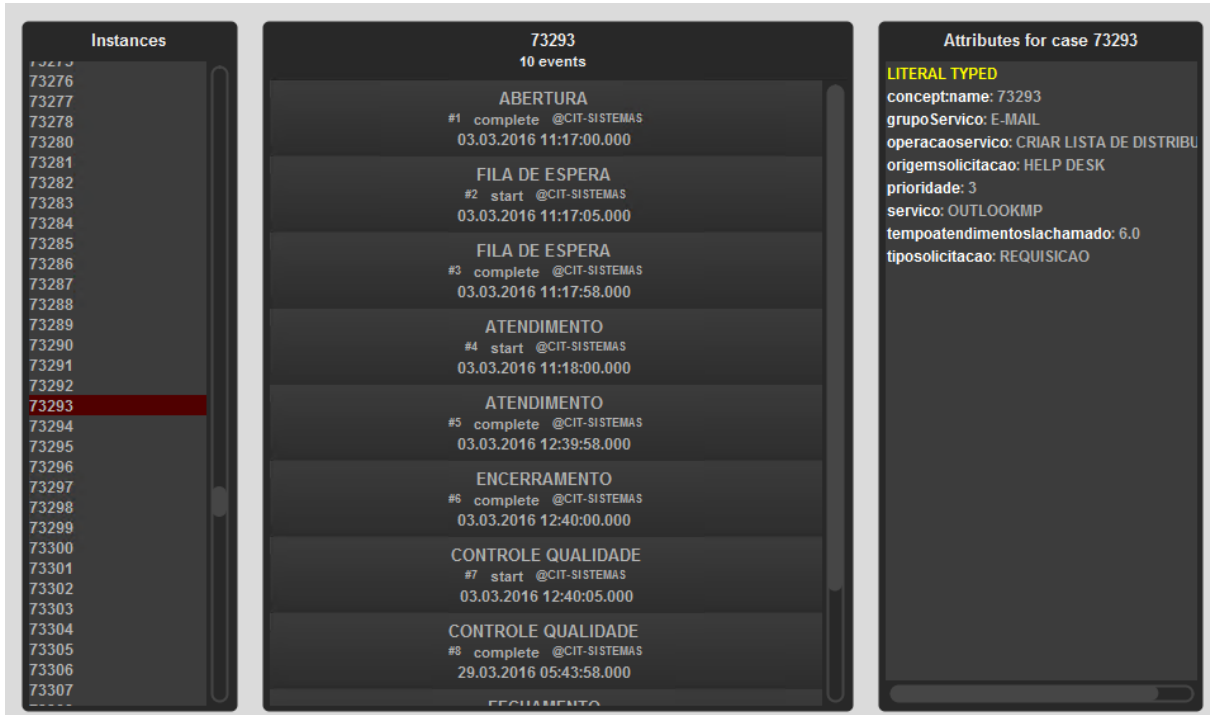 Instances
73275
73276
73277
73278
73280
73281
73282
73283
73284
73285
73286
73287
73288
73289
73290
73291
73292
73293
73294
73295
73296
73297
73298
73299
73300
73301
73302
73303
73304
73305
73306
73307
73293
10 events
ABERTURA
#1 complete @CIT-SISTEMAS
03.03.2016 11:17:00.000
FILA DE ESPERA
#2 start @CIT-SISTEMAS
03.03.2016 11:17:05.000
FILA DE ESPERA
#3 complete @CIT-SISTEMAS
03.03.2016 11:17:58.000
ATENDIMENTO
#4 start @CIT-SISTEMAS
03.03.2016 11:18:00.000
ATENDIMENTO
#5 complete @CIT-SISTEMAS
03.03.2016 12:39:58.000
ENCERRAMENTO
#6 complete @CIT-SISTEMAS
03.03.2016 12:40:00.000
CONTROLE QUALIDADE
#7 start @CIT-SISTEMAS
03.03.2016 12:40:05.000
CONTROLE QUALIDADE
#8 complete @CIT-SISTEMAS
29.03.2016 05:43:58.000
FECHAMENTO
Attributes for case 73293
LITERAL TYPED
concept:name: 73293
grupoServico: E-MAIL
operacaoservico: CRIAR LISTA DE DISTRIBU
origemsolicitacao: HELP DESK
prioridade: 3
servico: OUTLOOKMP
tempoatendimentoslachamado: 6.0
tiposolicitacao: REQUISICAO